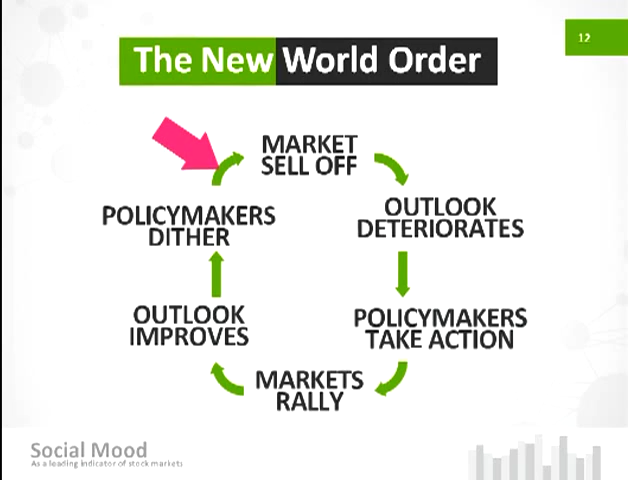 12
The New World Order
MARKET
SELL OFF
OUTLOOK
DETERIORATES
POLICYMAKERS
TAKE ACTION
MARKETS
RALLY
OUTLOOK
IMPROVES
POLICYMAKERS
DITHER
Social Mood
As a leading indicator of stock markets